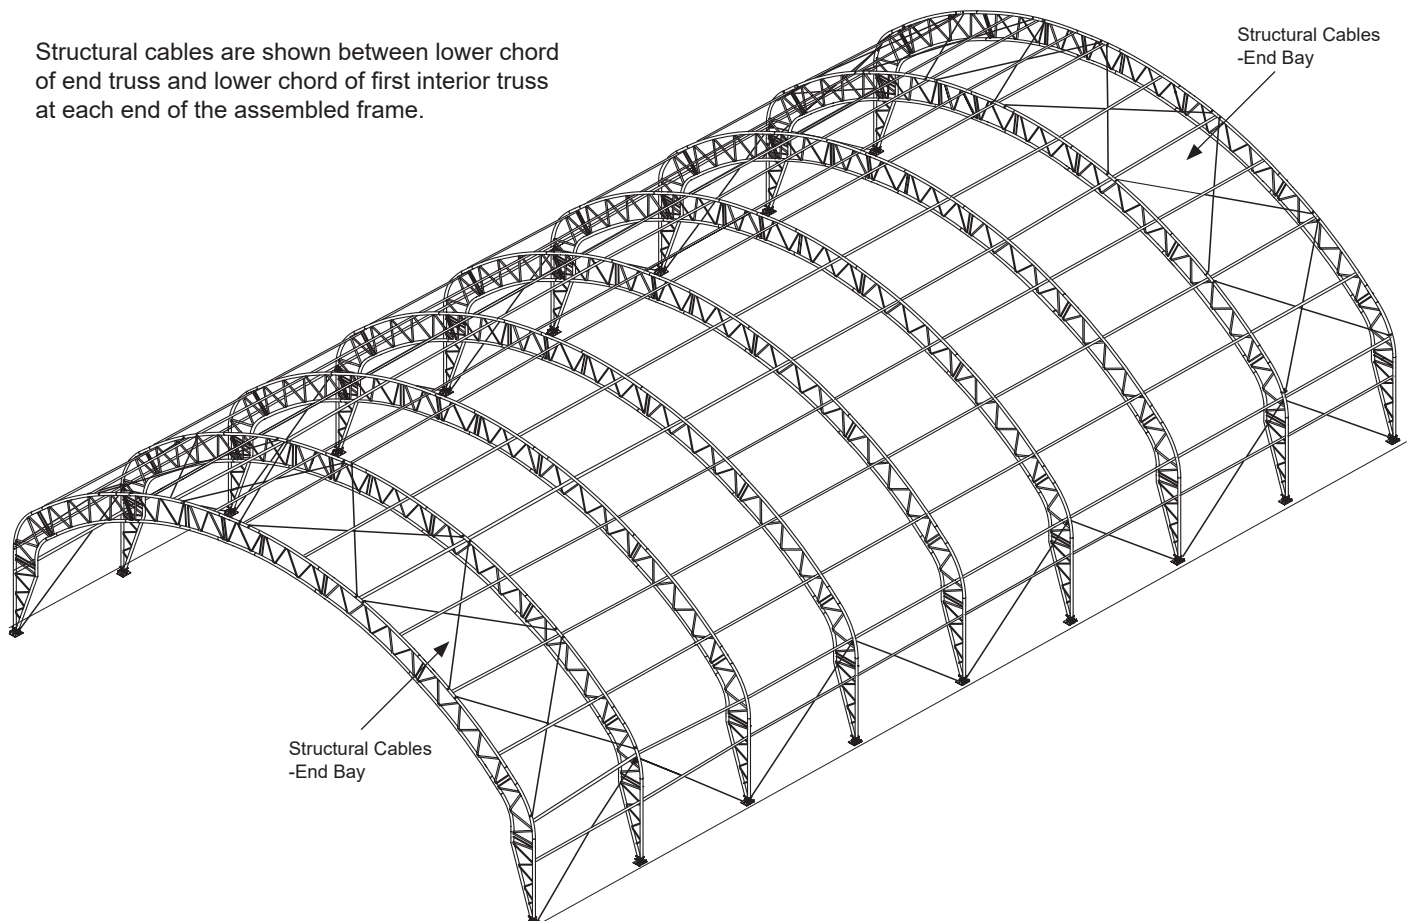 Structural cables are shown between lower chord
of end truss and lower chord of first interior truss
at each end of the assembled frame.
Structural Cables
-End Bay
Structural Cables
-End Bay